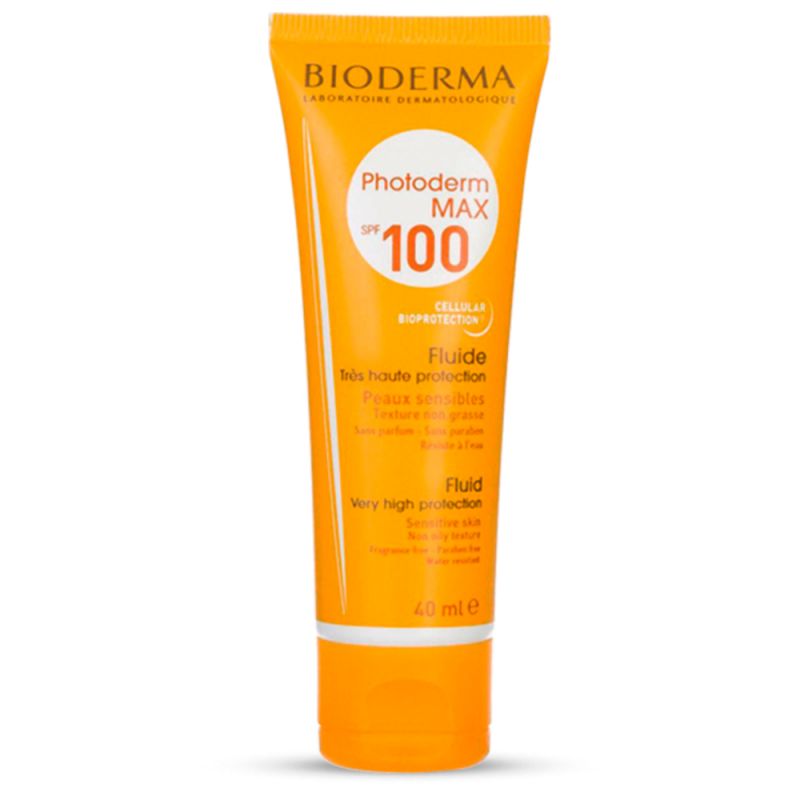 BIODERMA
LABORATOIRE DERMATOLOGIQUE
Photoderm
MAX
SPF 100
CELLULAR
BIOPROTECTION
Fluide
Très haute protection
Peaux sensibles
Texture non grasse
Sans parfum - Sans paraben
Résiste à l'eau
Fluid
Very high protection
Sensitive skin
Non oily texture
Fragrance free - Paraben free
Water resistant
40 ml e